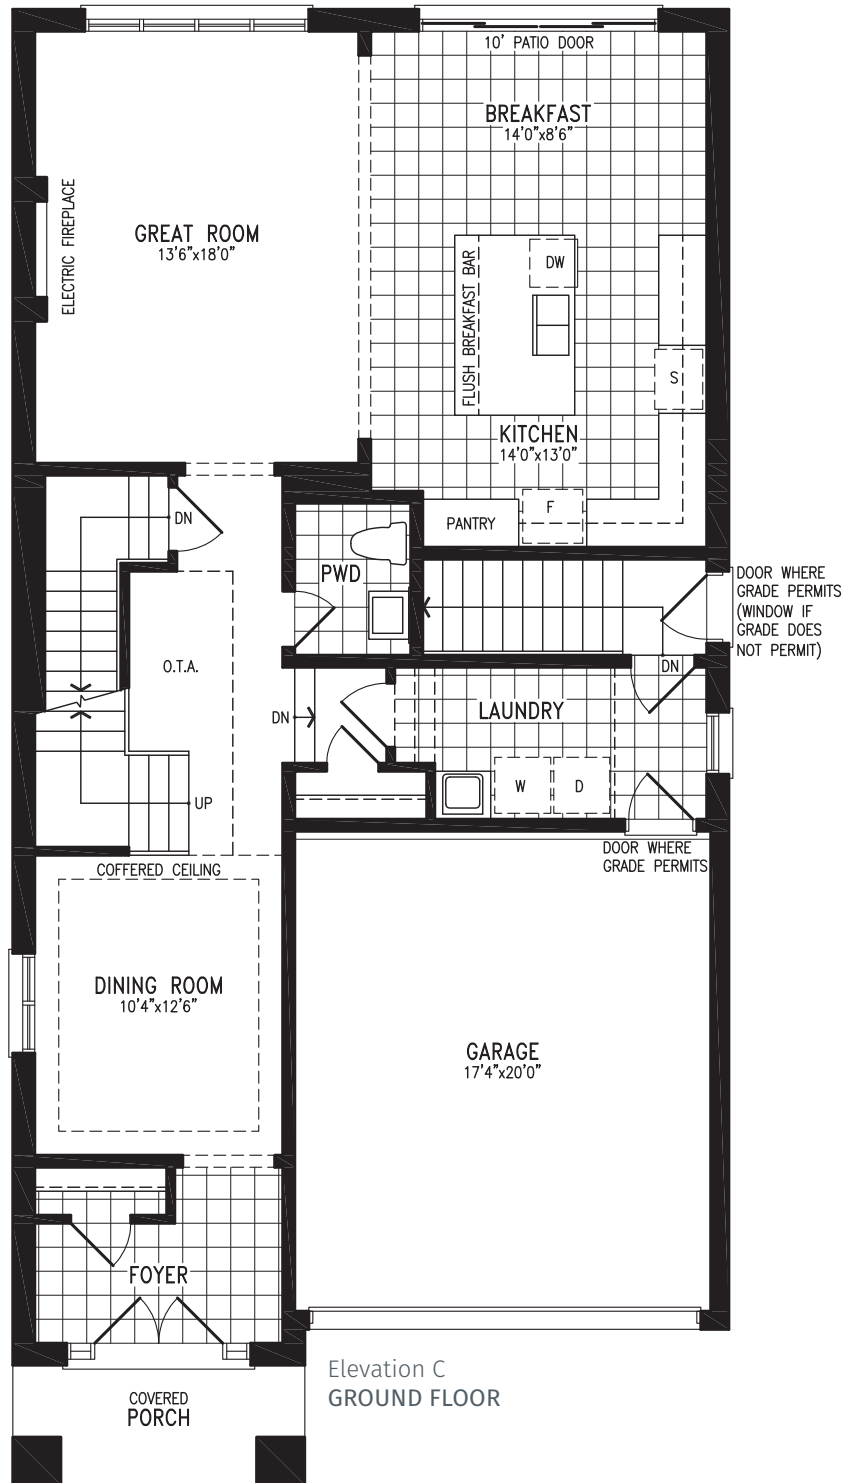 10' PATIO DOOR
BREAKFAST
14'0"x8'6"
ELECTRIC FIREPLACE
GREAT ROOM
13'6"x18'0"
FLUSH BREAKFAST BAR
DW
S
KITCHEN
14'0"x13'0"
F
PANTRY
DN
PWD
DOOR WHERE
GRADE PERMITS
(WINDOW IF
GRADE DOES
NOT PERMIT)
O.T.A.
DN
DN
LAUNDRY
W
D
UP
DOOR WHERE
GRADE PERMITS
COFFERED CEILING
DINING ROOM
10'4"x12'6"
GARAGE
17'4"x20'0"
FOYER
Elevation C
GROUND FLOOR
COVERED
PORCH